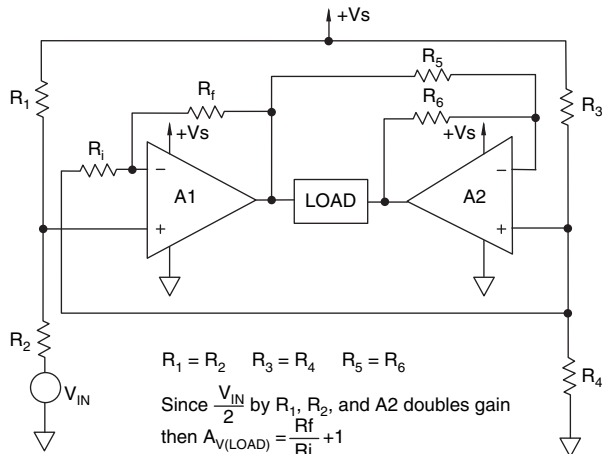 +Vs
R1
Rf
R5
R6
R3
+Vs
+Vs
Ri
−
A1
+
LOAD
−
A2
+
R2
VIN
R4
R1 = R2 R3 = R4 R5 = R6
Since VIN/2 by R1, R2, and A2 doubles gain
then AV(LOAD) = Rf/Ri +1